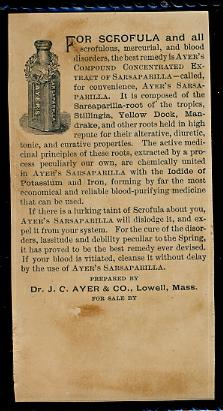 FOR SCROFULA and all
scrofulous, mercurial, and blood
disorders, the best remedy is AYER'S
COMPOUND CONCENTRATED EX-
TRACT OF SARSAPARILLA—called,
for convenience, AYER'S SARSA-
PARILLA. It is composed of the
Sarsaparilla-root of the tropics,
Stillingia, Yellow Dock, Man-
drake, and other roots held in high
repute for their alterative, diuretic,
tonic, and curative properties. The active medi-
cinal principles of these roots, extracted by a pro-
cess peculiarly our own, are chemically united
in AYER'S SARSAPARILLA with the Iodide of
Potassium and Iron, forming by far the most
economical and reliable blood-purifying medicine
that can be used.
If there is a lurking taint of Scrofula about you,
AYER'S SARSAPARILLA will dislodge it, and ex-
pel it from your system. For the cure of the disor-
ders, lassitude and debility peculiar to the Spring,
it has proved to be the best remedy ever devised.
If your blood is vitiated, cleanse it without delay
by the use of AYER'S SARSAPARILLA.
PREPARED BY
Dr. J. C. AYER & CO., Lowell, Mass.
FOR SALE BY